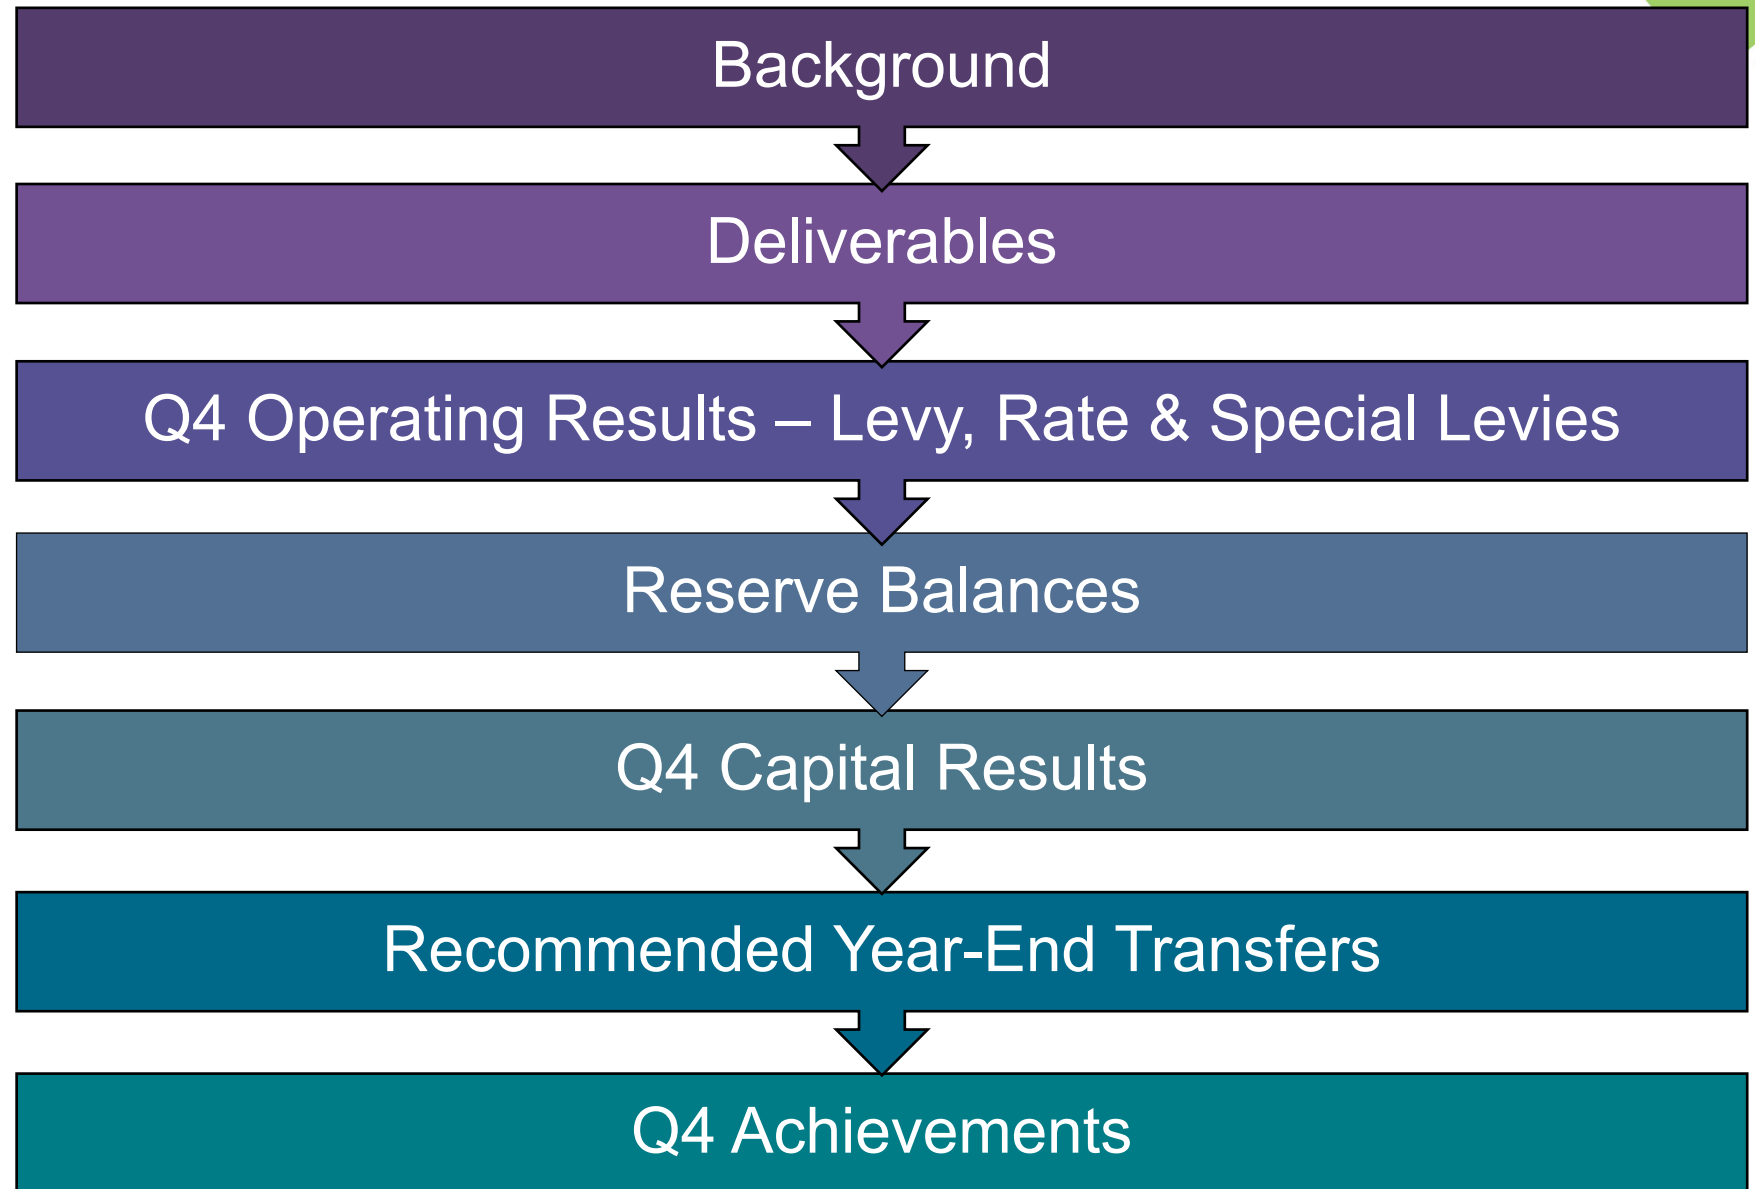 Background
Deliverables
Q4 Operating Results – Levy, Rate & Special Levies
Reserve Balances
Q4 Capital Results
Recommended Year-End Transfers
Q4 Achievements